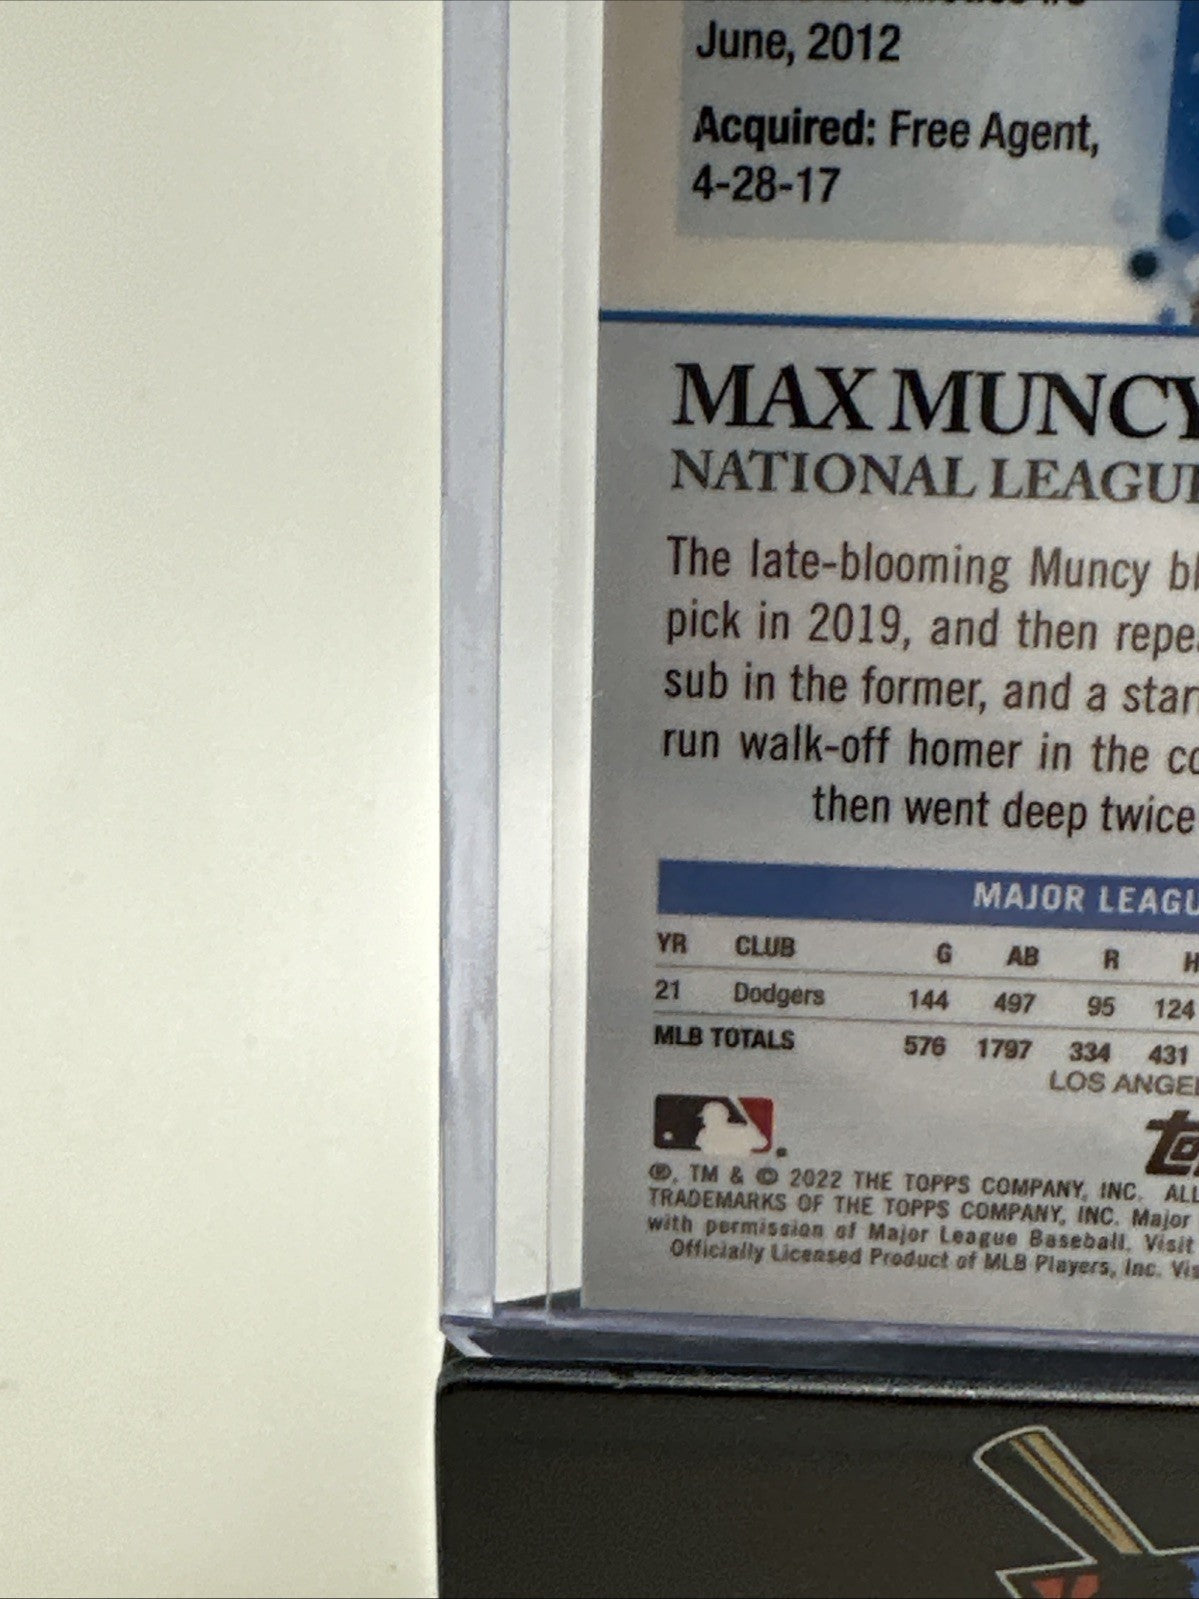 June, 2012
Acquired: Free Agent,
4-28-17
MAX MUNCY
NATIONAL LEAGUE
The late-blooming Muncy
pick in 2019, and then
sub in the former, and a
run walk-off homer in the
then went deep twice
MAJOR LEAGU
YR CLUB G AB R H
21 Dodgers 144 497 95 124
MLB TOTALS 576 1797 334 431
LOS ANGE
®, TM & © 2022 THE TOPPS COMPANY, INC. ALL
TRADEMARKS OF THE TOPPS COMPANY, INC. Major
with permission of Major League Baseball. Visit
Officially Licensed Product of MLB Players, Inc.